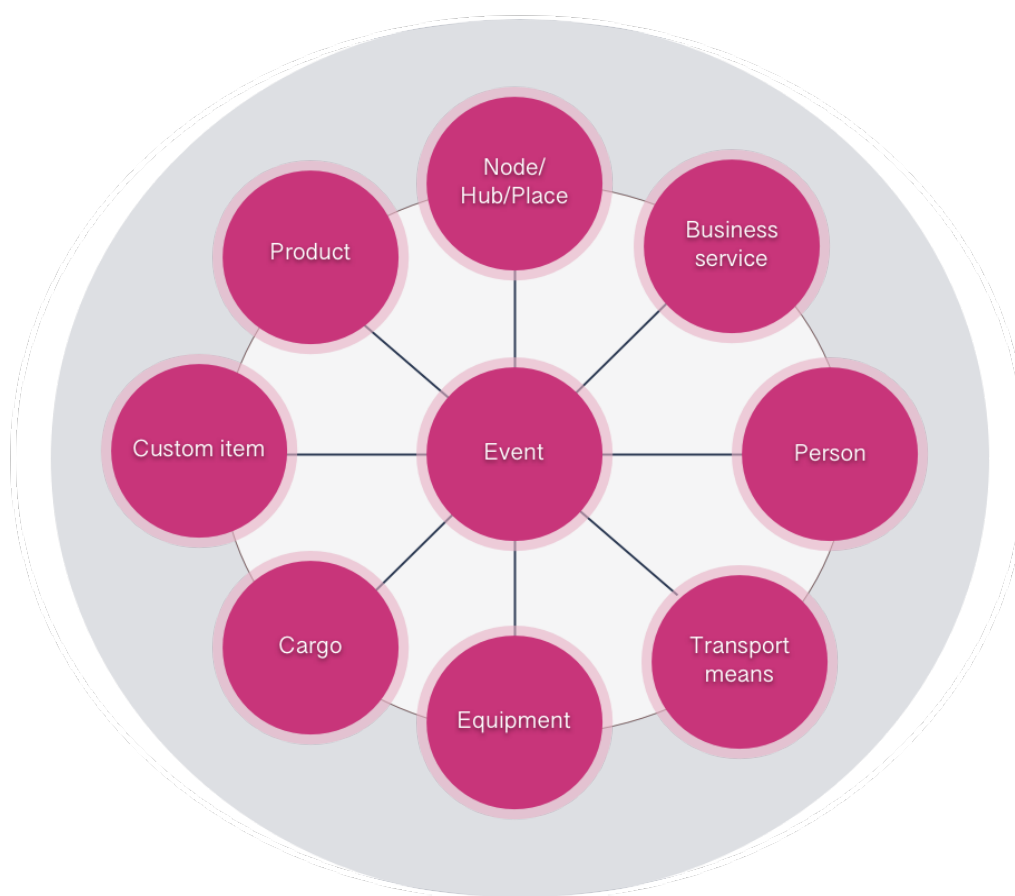 Node/
Hub/Place
Business
service
Product
Custom item
Event
Person
Cargo
Transport
means
Equipment